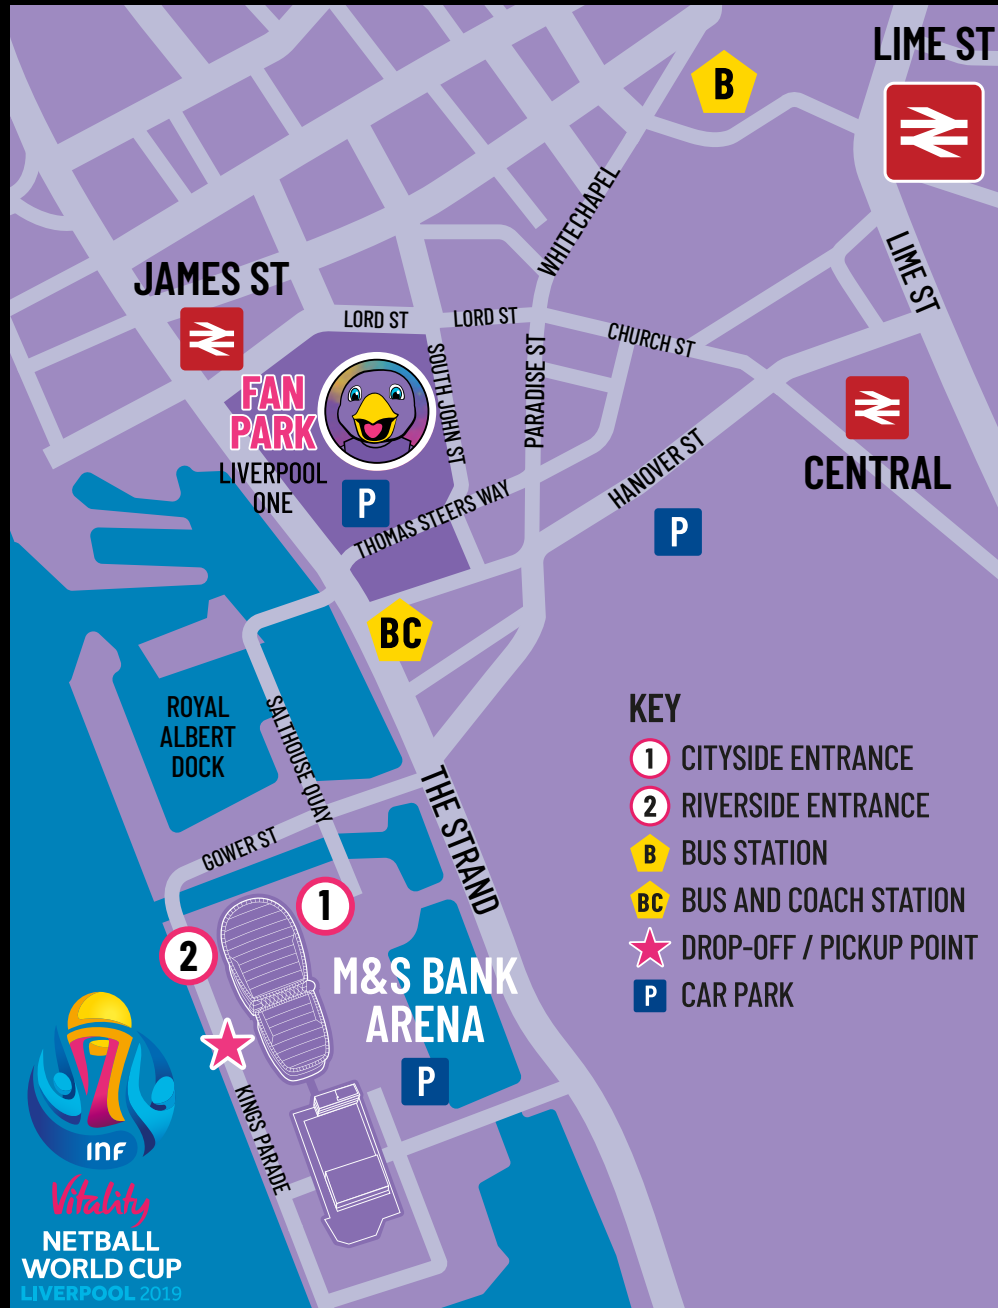 LIME ST
B
WHITECHAPEL
LIME ST
JAMES ST
LORD ST
LORD ST
CHURCH ST
SOUTH JOHN ST
PARADISE ST
FAN
PARK
LIVERPOOL
ONE
P
THOMAS STEERS WAY
HANOVER ST
CENTRAL
P
BC
ROYAL
ALBERT
DOCK
SALTHOUSE QUAY
THE STRAND
GOWER ST
1
2
M&S BANK
ARENA
P
KINGS PARADE
KEY
1 CITYSIDE ENTRANCE
2 RIVERSIDE ENTRANCE
B BUS STATION
BC BUS AND COACH STATION
DROP-OFF / PICKUP POINT
P CAR PARK
INF
Vitality
NETBALL
WORLD CUP
LIVERPOOL 2019